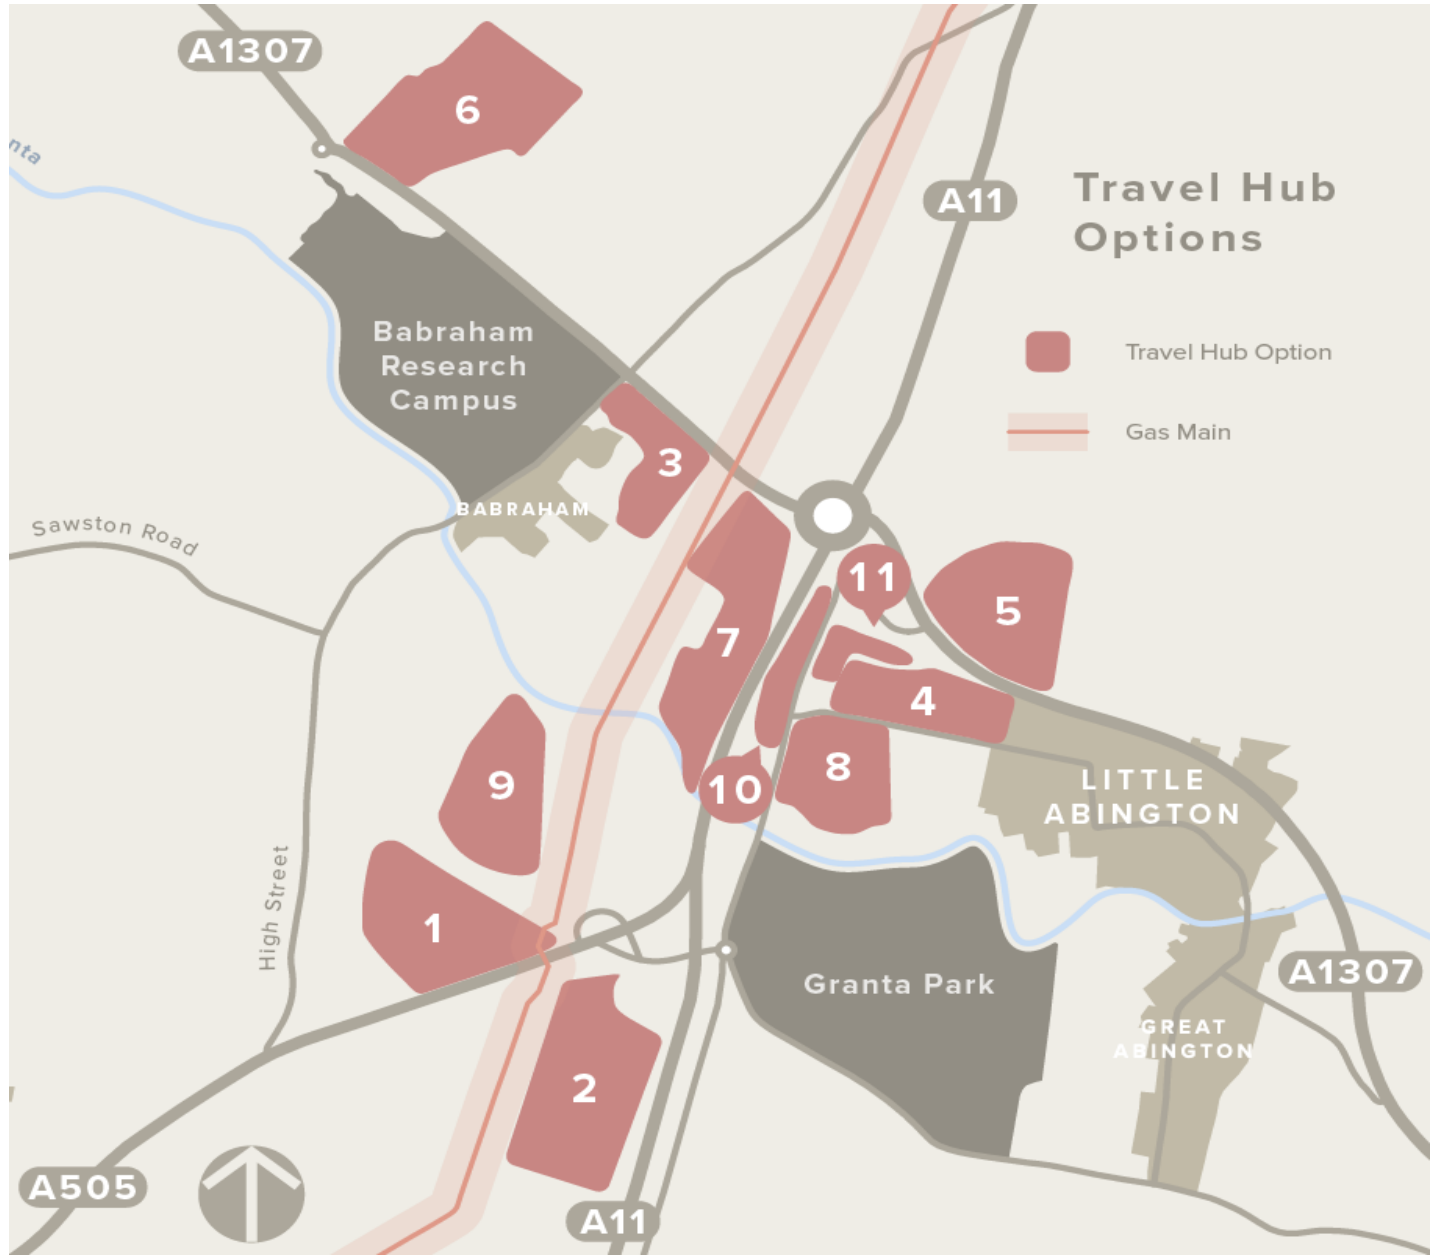 A1307
6
nta
A11
Travel Hub
Options
Babraham
Research
Campus
Travel Hub Option
Gas Main
3
BABRAHAM
Sawston Road
11
5
7
4
9
8
10
LITTLE
ABINGTON
High Street
1
Granta Park
A1307
GREAT
ABINGTON
2
A505
A11